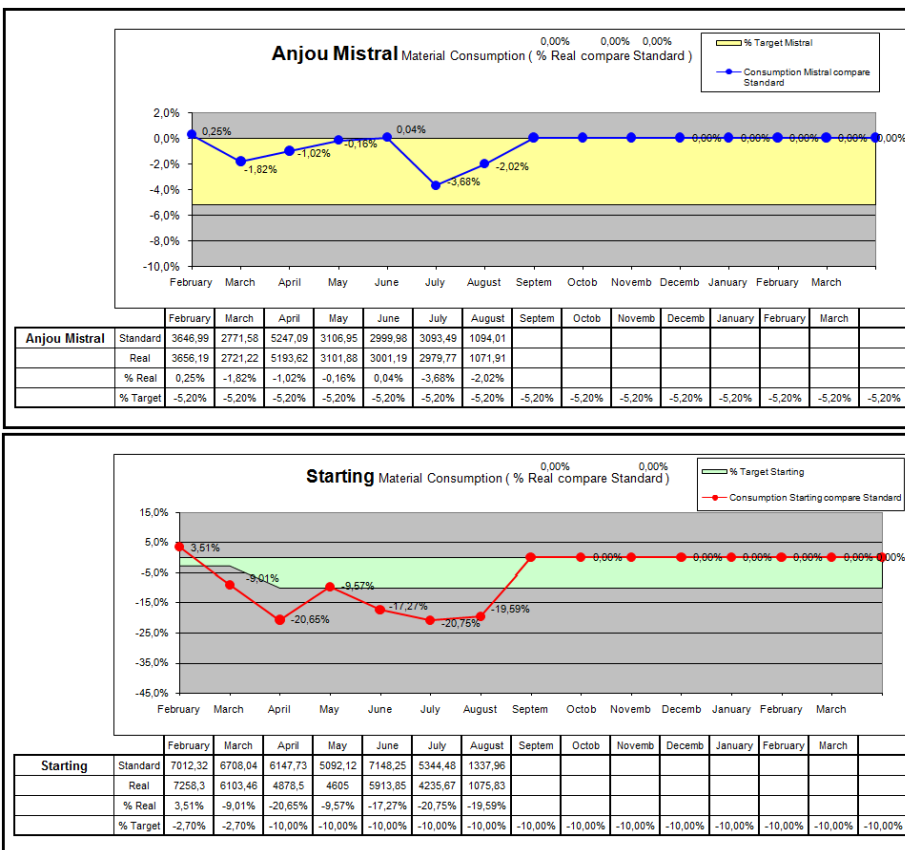 0,00% 0,00% 0,00%
Anjou Mistral Material Consumption ( % Real compare Standard )
% Target Mistral
Consumption Mistral compare
Standard
2,0%
0,0%
-2,0%
-4,0%
-6,0%
-8,0%
-10,0%
0,25%
-1,82%
-1,02%
-0,16%
0,04%
-3,68%
-2,02%
0,00% 0,00% 0,00% 0,00% 0,00%
February March April May June July August Septem Octob Novemb Decemb January February March
February March April May June July August Septem Octob Novemb Decemb January February March
Anjou Mistral Standard 3646,99 2771,58 5247,09 3106,95 2999,98 3093,49 1094,01
Real 3656,19 2721,22 5193,62 3101,88 3001,19 2979,77 1071,91
% Real 0,25% -1,82% -1,02% -0,16% 0,04% -3,68% -2,02%
% Target -5,20% -5,20% -5,20% -5,20% -5,20% -5,20% -5,20% -5,20% -5,20% -5,20% -5,20% -5,20% -5,20% -5,20% -5,20%
0,00% 0,00%
Starting Material Consumption ( % Real compare Standard )
% Target Starting
Consumption Starting compare Standard
15,0%
5,0%
-5,0%
-15,0%
-25,0%
-35,0%
-45,0%
3,51%
-9,01%
-20,65%
-9,57%
-17,27%
-20,75%
-19,59%
0,00% 0,00% 0,00% 0,00% 0,00% 0,00%
February March April May June July August Septem Octob Novemb Decemb January February March
February March April May June July August Septem Octob Novemb Decemb January February March
Starting Standard 7012,32 6708,04 6147,73 5092,12 7148,25 5344,48 1337,96
Real 7258,3 6103,46 4878,5 4605 5913,85 4235,67 1075,83
% Real 3,51% -9,01% -20,65% -9,57% -17,27% -20,75% -19,59%
% Target -2,70% -2,70% -10,00% -10,00% -10,00% -10,00% -10,00% -10,00% -10,00% -10,00% -10,00% -10,00% -10,00% -10,00% -10,00%